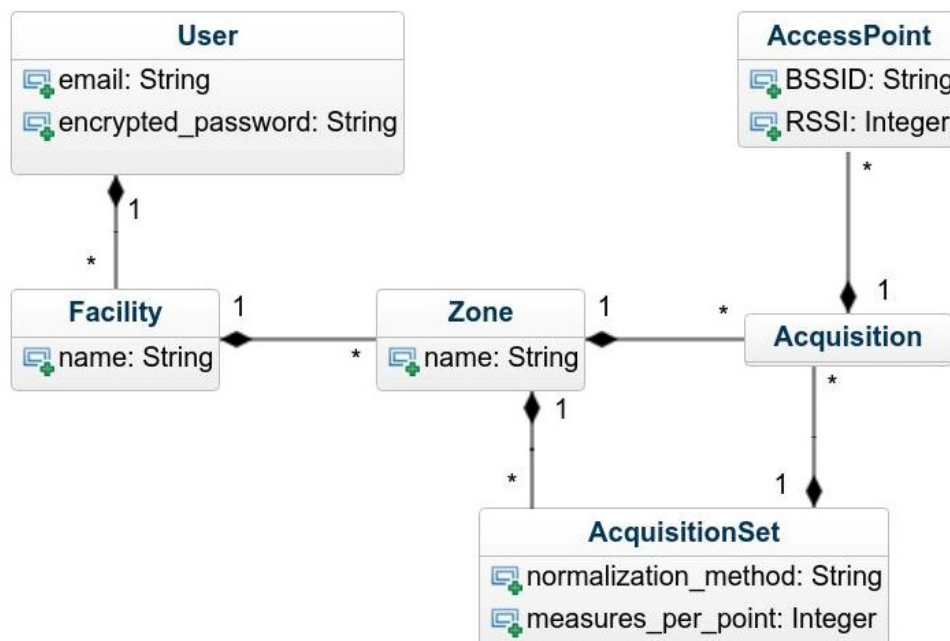 User
email: String
encrypted_password: String
AccessPoint
BSSID: String
RSSI: Integer
1
*
*
1
Facility
name: String
1
*
Zone
name: String
1
*
Acquisition
1
*
*
1
AcquisitionSet
normalization_method: String
measures_per_point: Integer